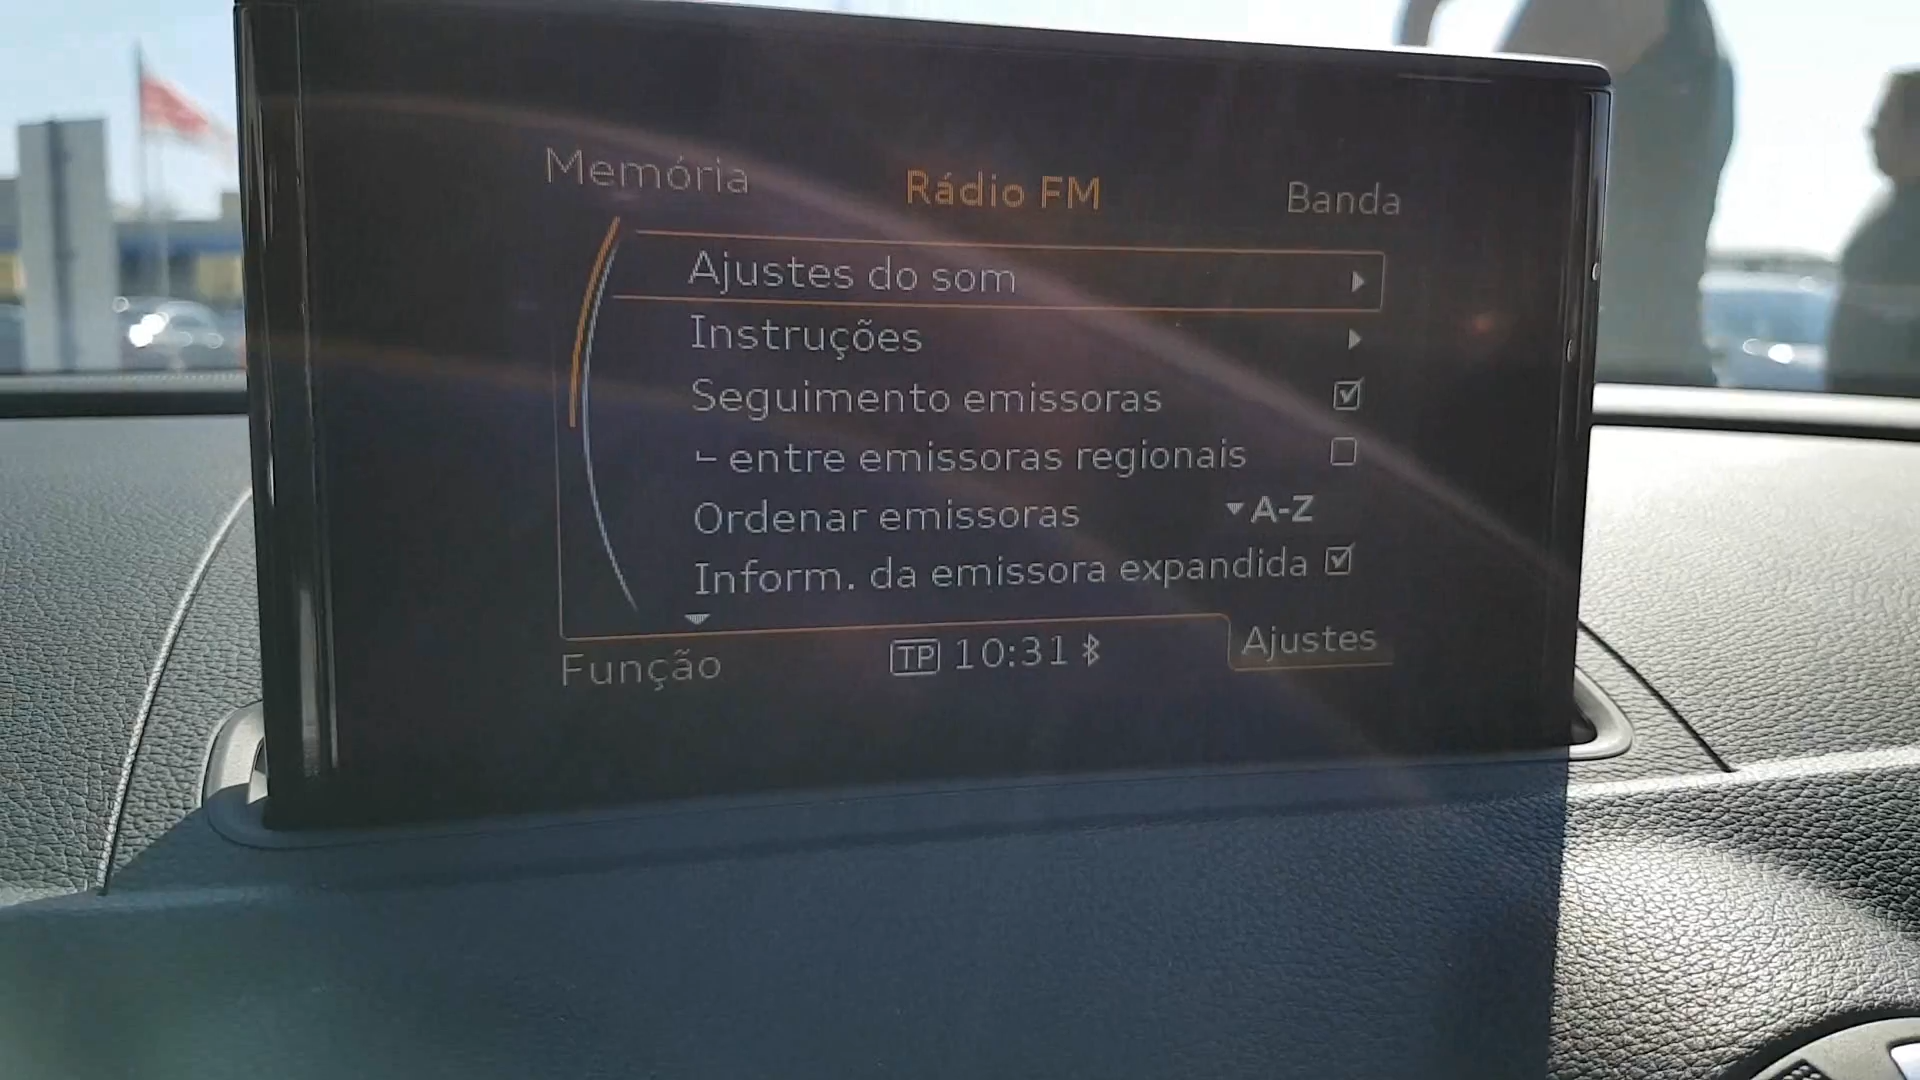 Memória Rádio FM Banda
Ajustes do som
Instruções
Seguimento emissoras
entre emissoras regionais
Ordenar emissoras A-Z
Inform. da emissora expandida
Função TP 10:31 Ajustes